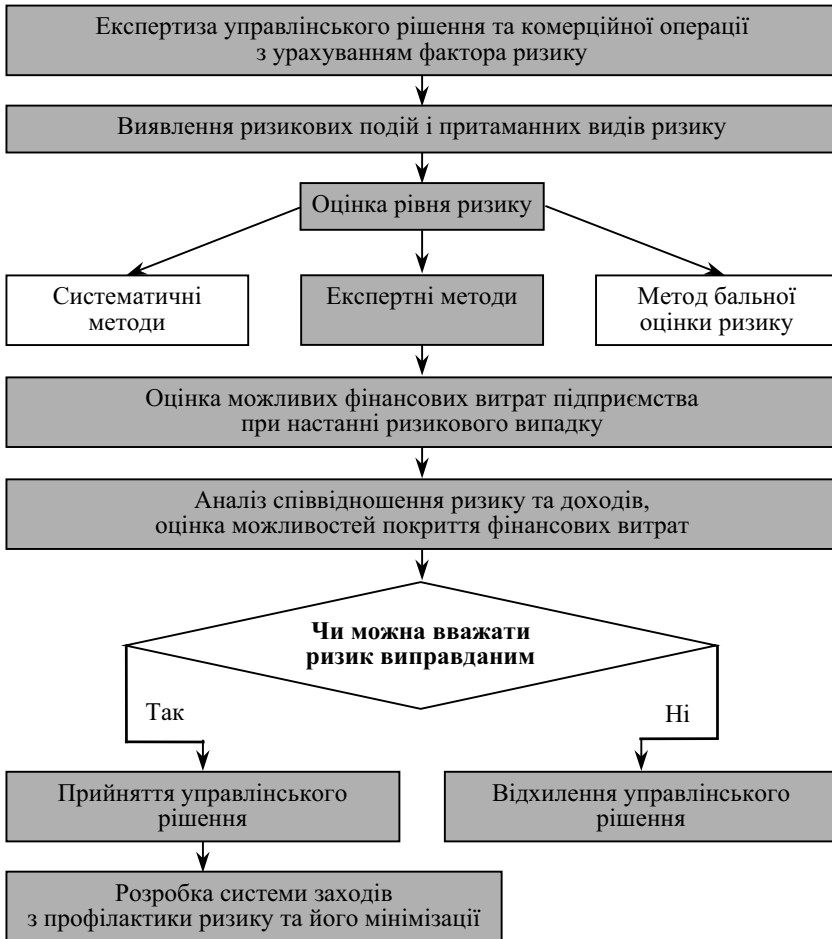 Експертиза управлінського рішення та комерційної операції
з урахуванням фактора ризику
Виявлення ризикових подій і притаманних видів ризику
Оцінка рівня ризику
Систематичні
методи
Експертні методи
Метод бальної
оцінки ризику
Оцінка можливих фінансових витрат підприємства
при настанні ризикового випадку
Аналіз співвідношення ризику та доходів,
оцінка можливостей покриття фінансових витрат
Чи можна вважати
ризик виправданим
Так
Ні
Прийняття управлінського
рішення
Відхилення управлінського
рішення
Розробка системи заходів
з профілактики ризику та його мінімізації